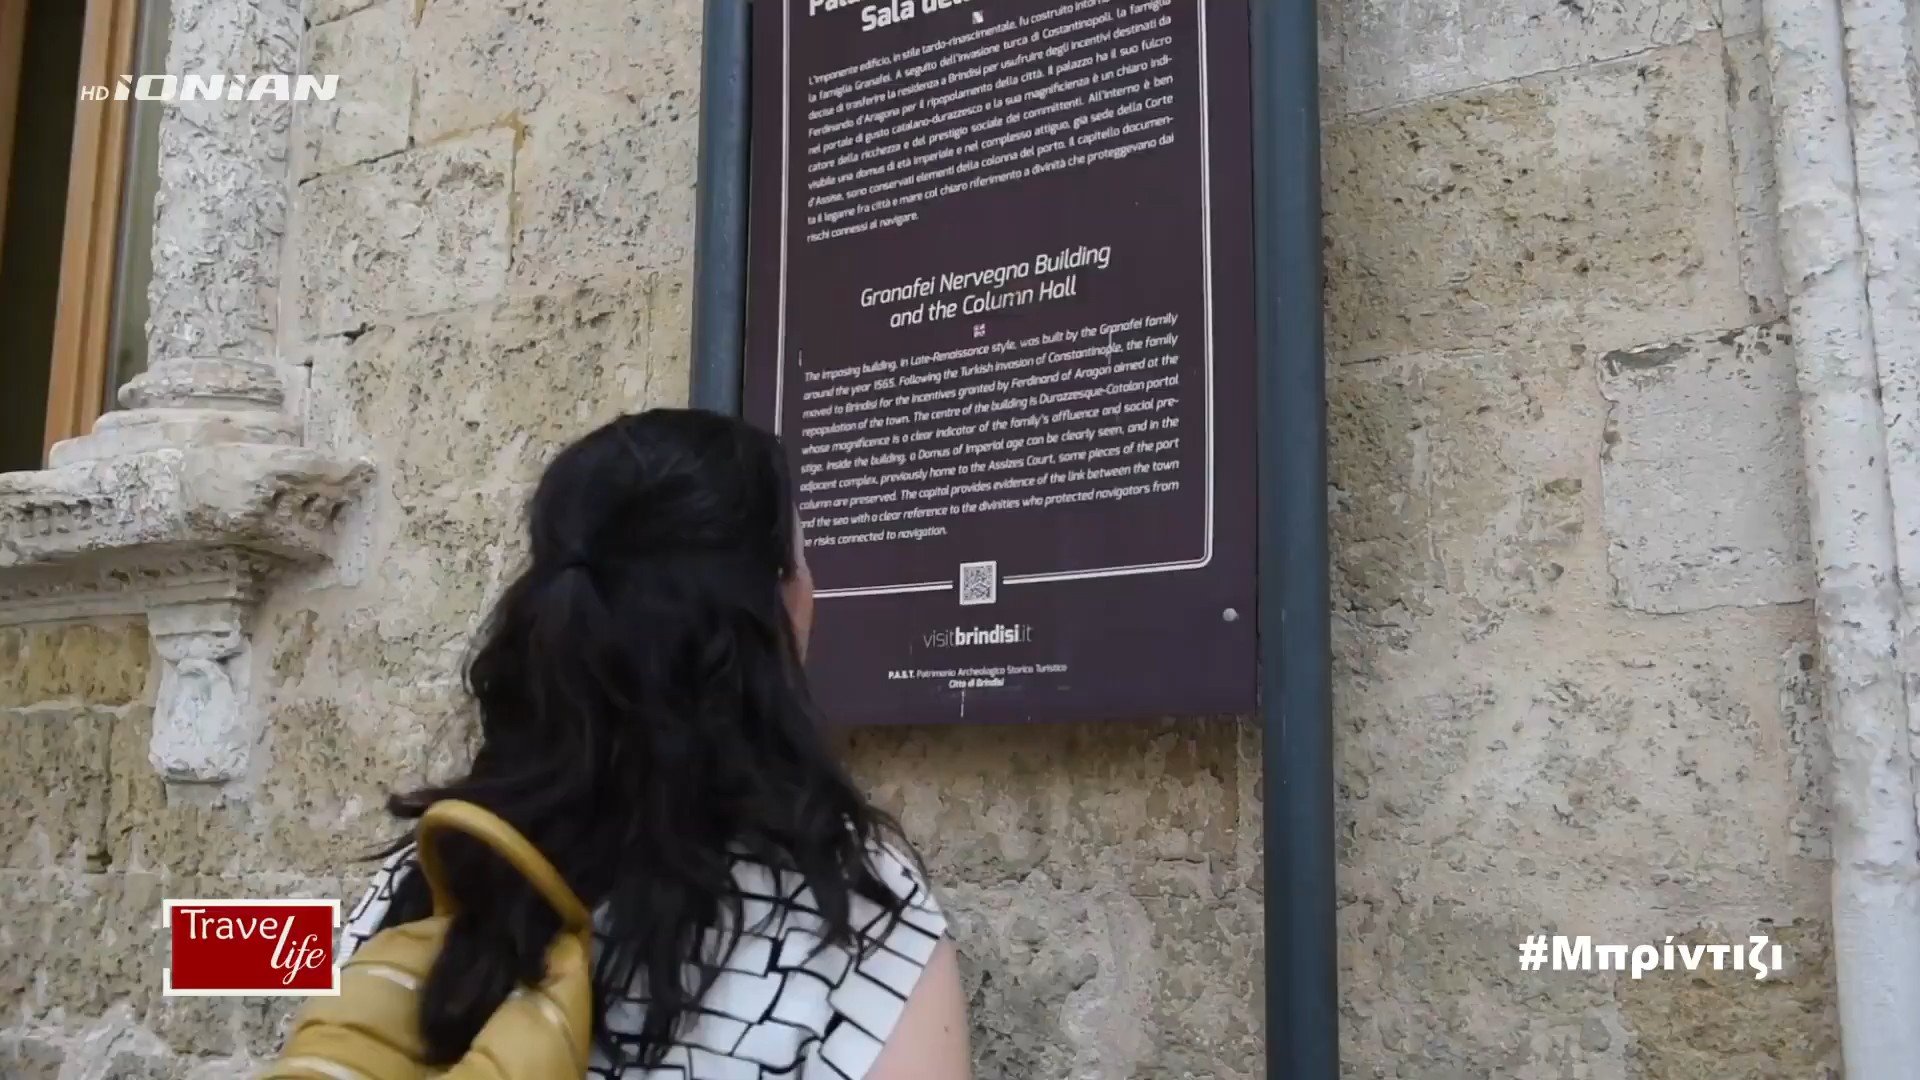 HD IONIAN
Sala
L'imponente edificio, in stile tardo-rinascimentale, fu costruito
la famiglia Granafei. A seguito dell'invasione turca di Costantinopoli, la famiglia
decise di trasferire la residenza a Brindisi per usufruire degli incentivi destinati da
Ferdinando d'Aragona per il ripopolamento della città. Il palazzo ha il suo fulcro
nel portale di gusto catalano-durazzesco e la sua magnificienza è un chiaro indi-
catore della ricchezza e del prestigio sociale dei committenti. All'interno è ben
visibile una domus di età imperiale e nel complesso attiguo, già sede della Corte
d'Assise, sono conservati elementi della colonna del porto. Il capitello documen-
ta il legame fra città e mare col chiaro riferimento a divinità che proteggevano dai
rischi connessi al navigare.
Granafei Nervegna Building
and the Column Hall
The imposing building, in Late-Renaissance style, was built by the Granafei family
around the year 1565. Following the Turkish invasion of Constantinople, the family
moved to Brindisi for the incentives granted by Ferdinand of Aragon aimed at the
repopulation of the town. The centre of the building is Durazzesque-Catalan portal
whose magnificence is a clear indicator of the family's affluence and social pre-
stige. Inside the building, a Domus of Imperial age can be clearly seen, and in the
adjacent complex, previously home to the Assizes Court, some pieces of the port
column are preserved. The capital provides evidence of the link between the town
and the sea with a clear reference to the divinities who protected navigators from
risks connected to navigation.
visitbrindisi.it
P.A.S.T. Patrimonio Archeologico Storico Turistico
Città di Brindisi
Travel
life
#Μπρίντιζι